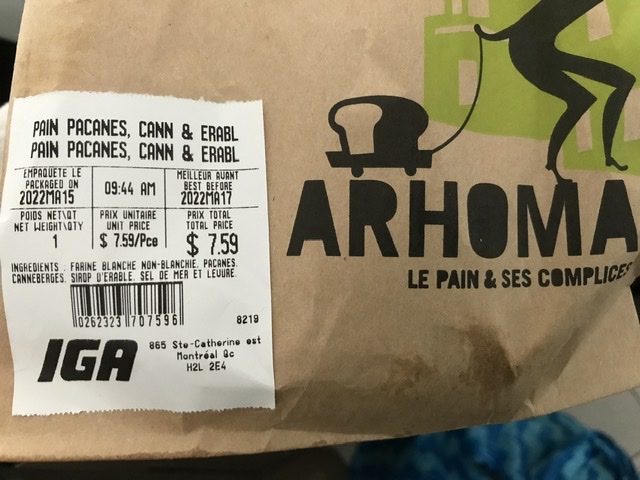 PAIN PACANES, CANN & ERABL
PAIN PACANES, CANN & ERABL
EMPAQUETE LE
PACKAGED ON
2022MA15
09:44 AM
MEILLEUR AVANT
BEST BEFORE
2022MA17
POIDS NET\QT
NET WEIGHT\QTY
1
PRIX UNITAIRE
UNIT PRICE
$ 7.59/Pce
PRIX TOTAL
TOTAL PRICE
$ 7.59
INGREDIENTS : FARINE BLANCHE NON-BLANCHIE, PACANES,
CANNEBERGES, SIROP D'ERABLE, SEL DE MER ET LEVURE.
0262323 707596
8219
IGA
865 Ste-Catherine est
Montréal Qc
H2L 2E4
ARHOMA
LE PAIN & SES COMPLICES